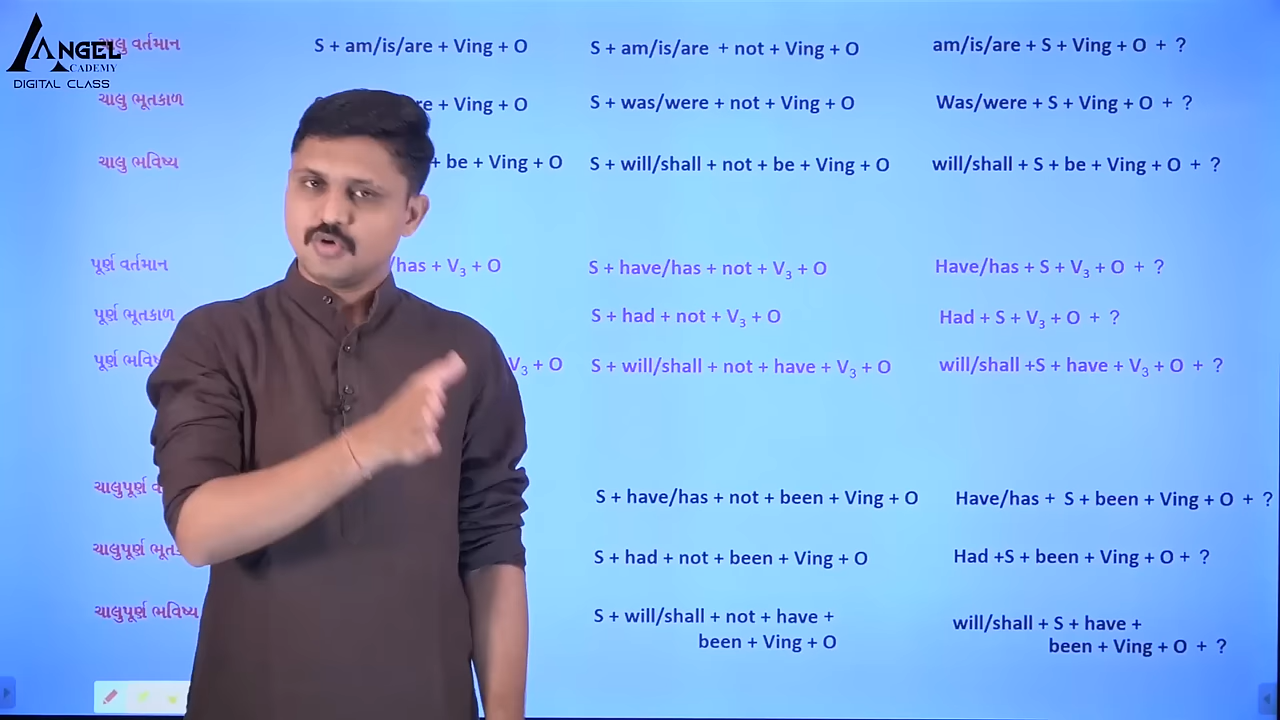 ANGEL
ACADEMY
DIGITAL CLASS
ચાલુ વર્તમાન S + am/is/are + Ving + O S + am/is/are + not + Ving + O am/is/are + S + Ving + O + ?
ચાલુ ભૂતકાળ + Ving + O S + was/were + not + Ving + O Was/were + S + Ving + O + ?
ચાલુ ભવિષ્ય + be + Ving + O S + will/shall + not + be + Ving + O will/shall + S + be + Ving + O + ?
પૂર્ણ વર્તમાન /has + V₃ + O S + have/has + not + V₃ + O Have/has + S + V₃ + O + ?
પૂર્ણ ભૂતકાળ S + had + not + V₃ + O Had + S + V₃ + O + ?
પૂર્ણ V₃ + O S + will/shall + not + have + V₃ + O will/shall +S + have + V₃ + O + ?
ચાલુપૂર્ણ S + have/has + not + been + Ving + O Have/has + S + been + Ving + O + ?
ચાલુપૂર્ણ S + had + not + been + Ving + O Had +S + been + Ving + O + ?
ચાલુપૂર્ણ ભવિષ્ય S + will/shall + not + have + will/shall + S + have +
been + Ving + O been + Ving + O + ?